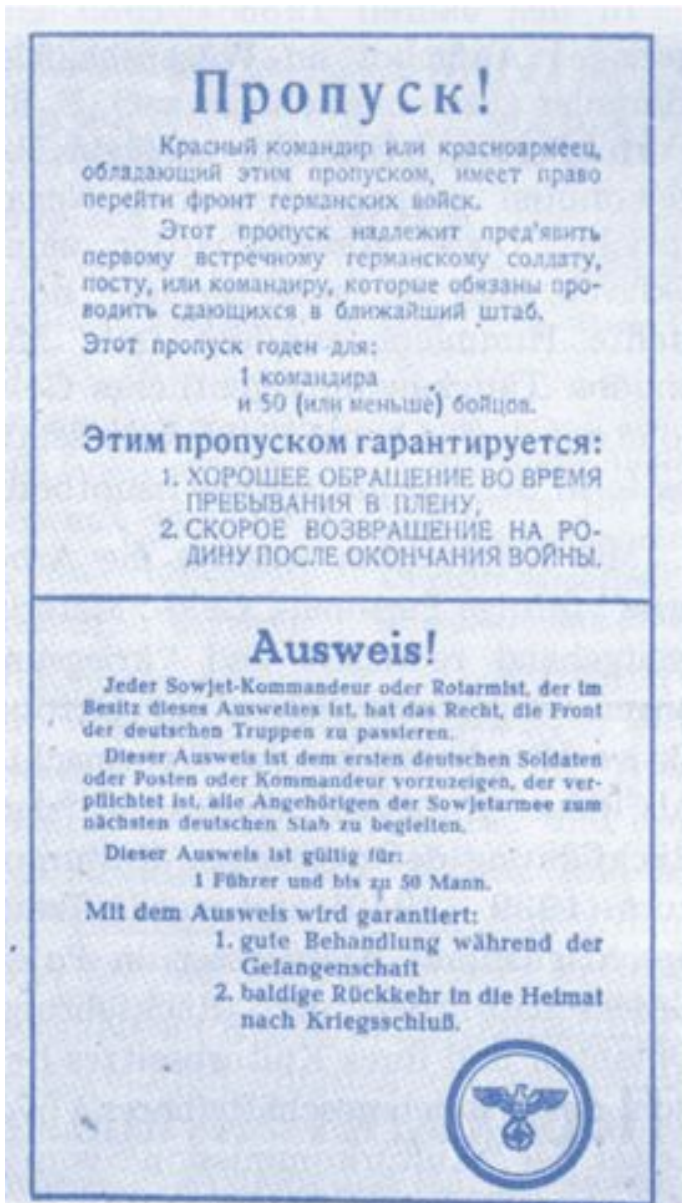 Пропуск!
Красный командир или красноармеец,
обладающий этим пропуском, имеет право
перейти фронт германских войск.
Этот пропуск надлежит пред'явить
первому встречному германскому солдату,
посту, или командиру, которые обязаны про-
водить сдающихся в ближайший штаб.
Этот пропуск годен для:
1 командира
и 50 (или меньше) бойцов.
Этим пропуском гарантируется:
1. ХОРОШЕЕ ОБРАЩЕНИЕ ВО ВРЕМЯ
ПРЕБЫВАНИЯ В ПЛЕНУ,
2. СКОРОЕ ВОЗВРАЩЕНИЕ НА РО-
ДИНУ ПОСЛЕ ОКОНЧАНИЯ ВОЙНЫ.
Ausweis!
Jeder Sowjet-Kommandeur oder Rotarmist, der im
Besitz dieses Ausweises ist, hat das Recht, die Front
der deutschen Truppen zu passieren.
Dieser Ausweis ist dem ersten deutschen Soldaten
oder Posten oder Kommandeur vorzuzeigen, der ver-
pflichtet ist, alle Angehörigen der Sowjetarmee zum
nächsten deutschen Stab zu begleiten.
Dieser Ausweis ist gültig für:
1 Führer und bis zu 50 Mann.
Mit dem Ausweis wird garantiert:
1. gute Behandlung während der
Gefangenschaft
2. baldige Rückkehr in die Heimat
nach Kriegsschluß.